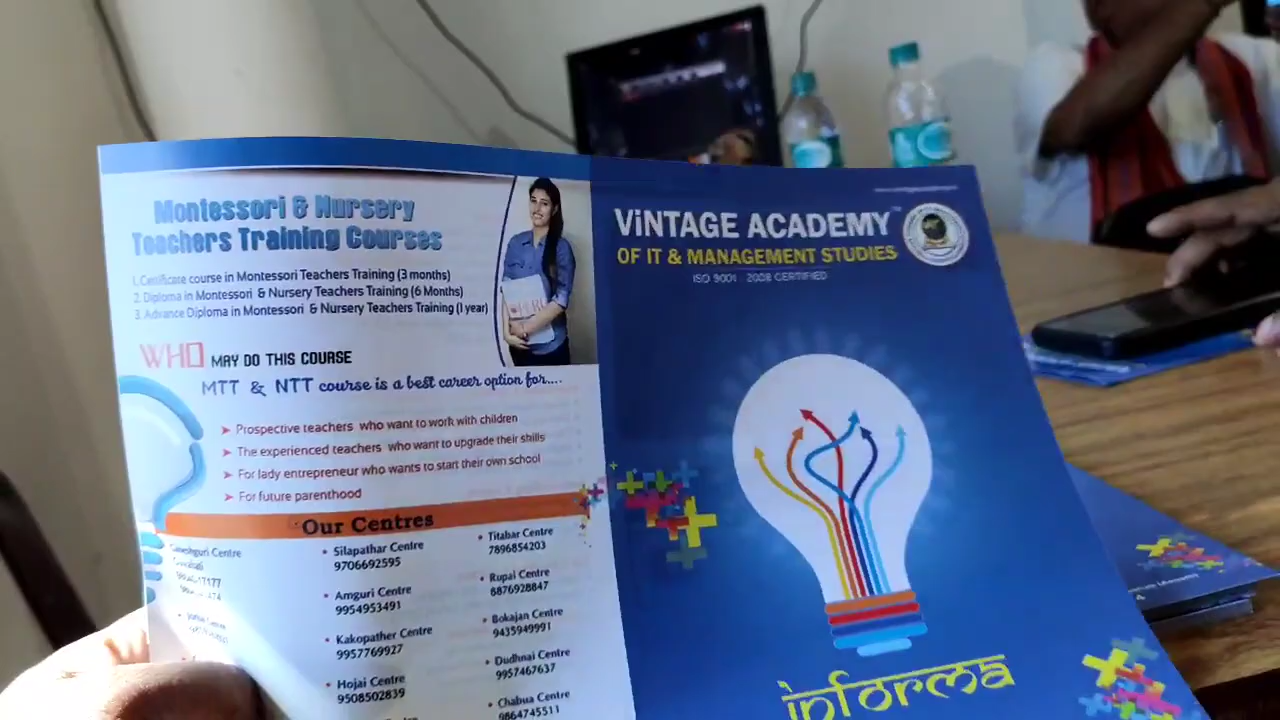 Montessori & Nursery
Teachers Training Courses
1. Certificate course in Montessori Teachers Training (3 months)
2. Diploma in Montessori & Nursery Teachers Training (6 Months)
3. Advance Diploma in Montessori & Nursery Teachers Training (1 year)
WHO MAY DO THIS COURSE
MTT & NTT course is a best career option for....
➤ Prospective teachers who want to work with children
➤ The experienced teachers who want to upgrade their skills
➤ For lady entrepreneur who wants to start their own school
➤ For future parenthood
Our Centres
Ganeshguri Centre
• Silapathar Centre
9706692595
• Amguri Centre
9954953491
• Kakopather Centre
9957769927
• Hojai Centre
9508502839
• Titabar Centre
7896854203
• Rupai Centre
8876928847
• Bokajan Centre
9435949991
• Dudhnai Centre
9957467637
• Chabua Centre
9864745511
ViNTAGE ACADEMY
OF IT & MANAGEMENT STUDIES
ISO 9001 : 2008 CERTIFIED
informa